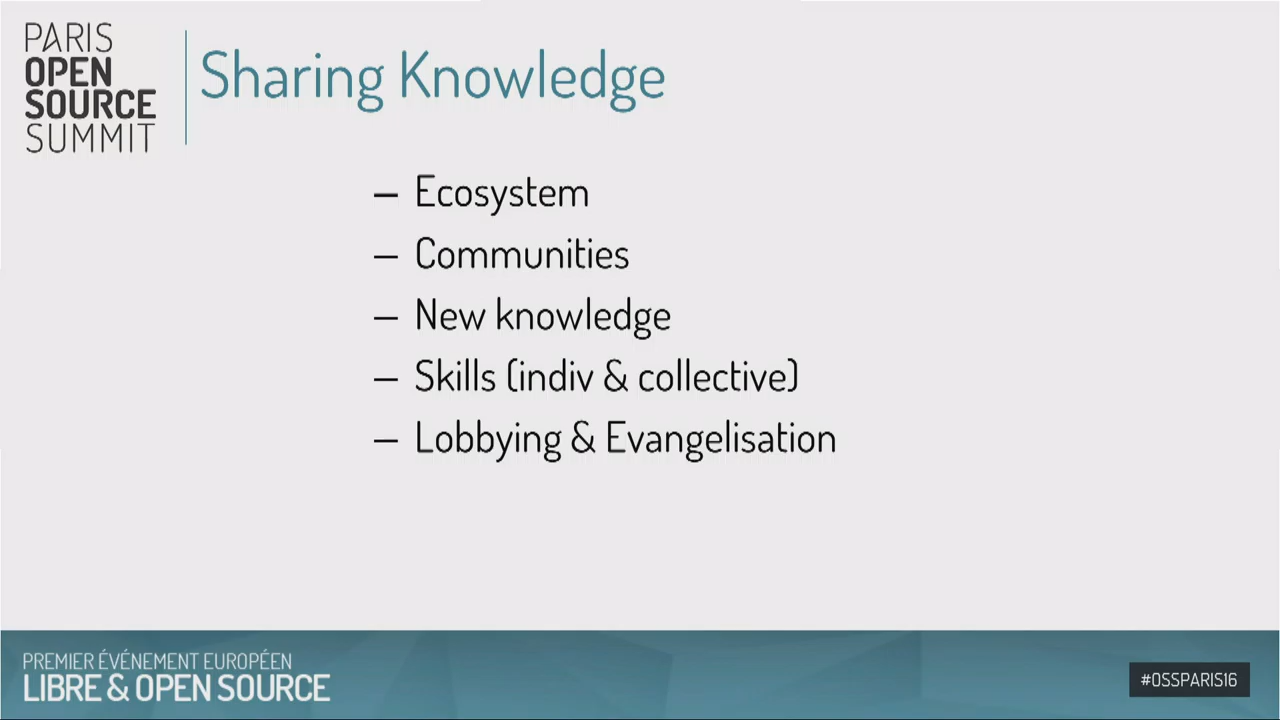 PARIS
OPEN
SOURCE
SUMMIT
Sharing Knowledge
– Ecosystem
– Communities
– New knowledge
– Skills (indiv & collective)
– Lobbying & Evangelisation
PREMIER ÉVÉNEMENT EUROPÉEN
LIBRE & OPEN SOURCE
#OSSPARIS16